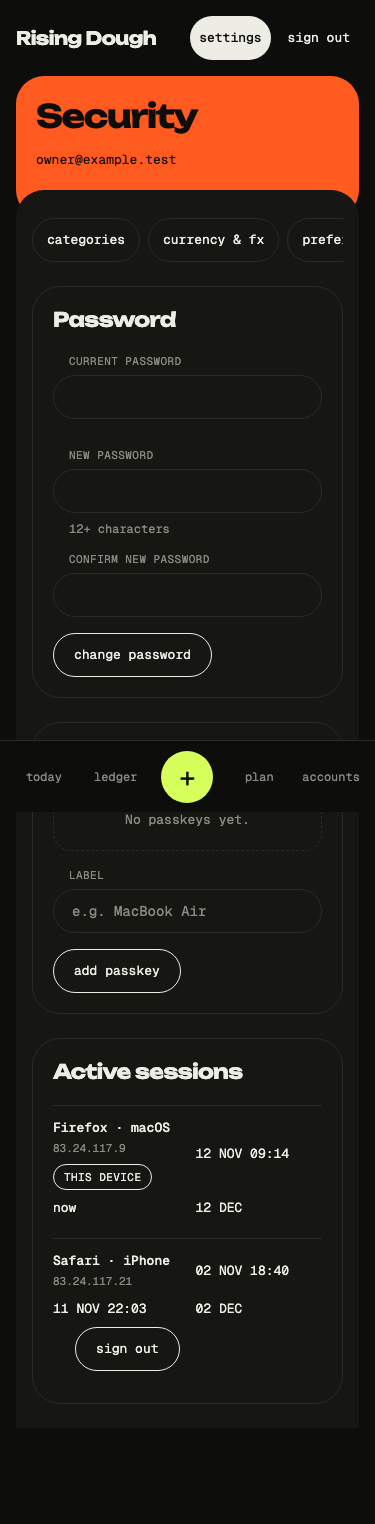 Rising Dough
settings
sign out
Security
owner@example.test
categories
currency & fx
Password
CURRENT PASSWORD
NEW PASSWORD
12+ characters
CONFIRM NEW PASSWORD
change password
today
ledger
+
plan
accounts
No passkeys yet.
LABEL
e.g. MacBook Air
add passkey
Active sessions
Firefox · macOS
83.24.117.9
THIS DEVICE
12 NOV 09:14
now
12 DEC
Safari · iPhone
83.24.117.21
02 NOV 18:40
11 NOV 22:03
02 DEC
sign out